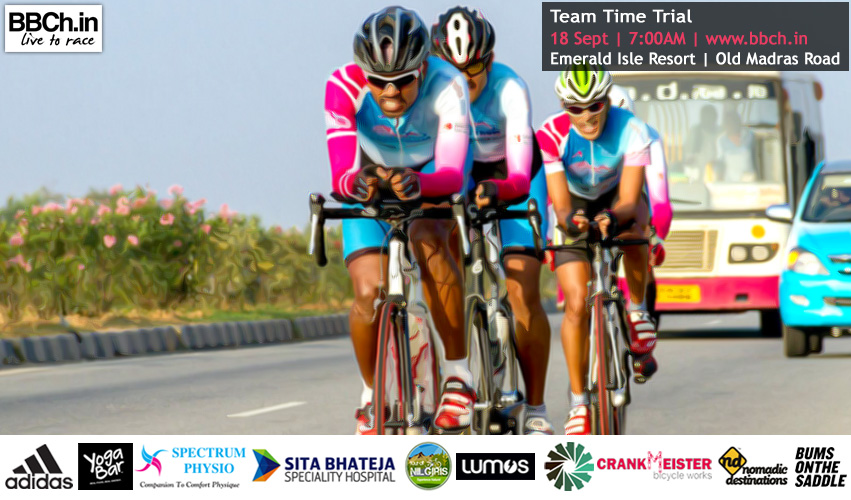 BBCh.in
live to race
Team Time Trial
18 Sept | 7:00AM | www.bbch.in
Emerald Isle Resort | Old Madras Road
adidas
YOGA
BAR
SPECTRUM
PHYSIO
Companion To Comfort Physique
SITA BHATEJA
SPECIALITY HOSPITAL
NILGIRIS
LUMOS
CRANKMEISTER
bicycle works
nd
nomadic
destinations
BUMS
ON THE
SADDLE